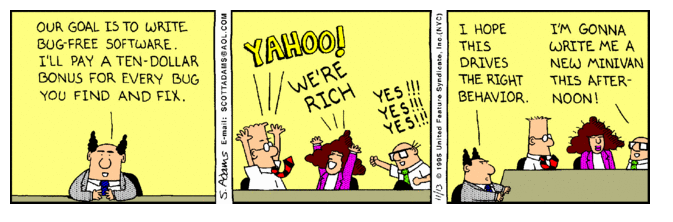 OUR GOAL IS TO WRITE
BUG-FREE SOFTWARE.
I'LL PAY A TEN-DOLLAR
BONUS FOR EVERY BUG
YOU FIND AND FIX.
S. Adams E-mail: SCOTTADAMS@AOL.COM
YAHOO!
WE'RE
RICH
YES!!!
YES!!!
YES!!!
11/13 © 1995 United Feature Syndicate, Inc.(NYC)
I HOPE
THIS
DRIVES
THE RIGHT
BEHAVIOR.
I'M GONNA
WRITE ME A
NEW MINIVAN
THIS AFTER-
NOON!